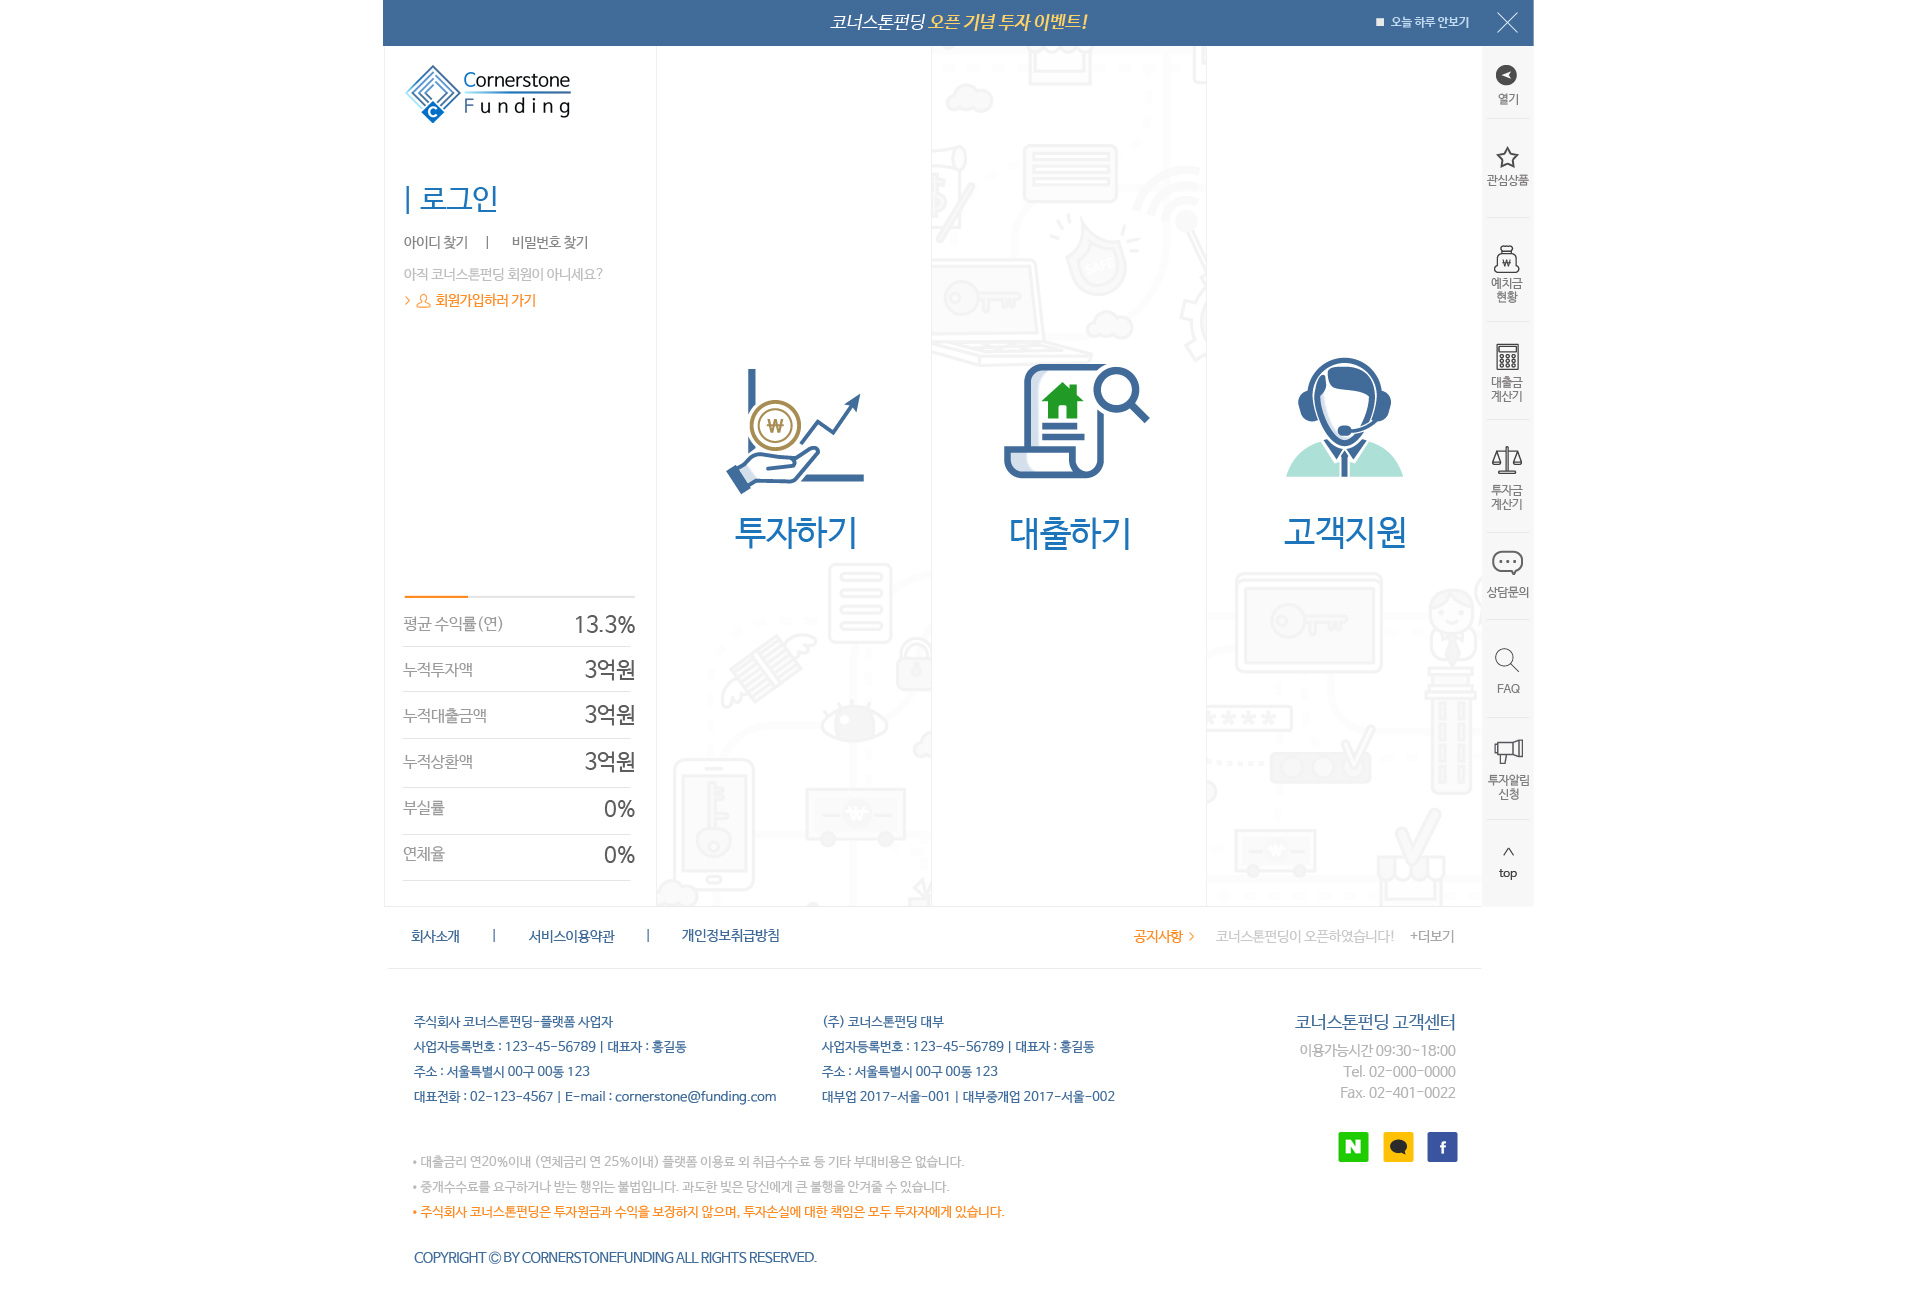 코너스톤펀딩 오픈 기념 투자 이벤트!
오늘 하루 안보기
Cornerstone
Funding
C
| 로그인
아이디 찾기 | 비밀번호 찾기
아직 코너스톤펀딩 회원이 아니세요?
> 회원가입하러 가기
평균 수익률(연) 13.3%
누적투자액 3억원
누적대출금액 3억원
누적상환액 3억원
부실률 0%
연체율 0%
₩
투자하기
SAFE
대출하기
고객지원
₩
****
₩
열기
관심상품
₩
예치금
현황
대출금
계산기
투자금
계산기
상담문의
FAQ
투자알림
신청
top
회사소개 | 서비스이용약관 | 개인정보취급방침
공지사항 > 코너스톤펀딩이 오픈하였습니다! +더보기
주식회사 코너스톤펀딩-플랫폼 사업자
사업자등록번호 : 123-45-56789 | 대표자 : 홍길동
주소 : 서울특별시 00구 00동 123
대표전화 : 02-123-4567 | E-mail : cornerstone@funding.com
(주) 코너스톤펀딩 대부
사업자등록번호 : 123-45-56789 | 대표자 : 홍길동
주소 : 서울특별시 00구 00동 123
대부업 2017-서울-001 | 대부중개업 2017-서울-002
코너스톤펀딩 고객센터
이용가능시간 09:30~18:00
Tel. 02-000-0000
Fax. 02-401-0022
N
f
• 대출금리 연20%이내 (연체금리 연 25%이내) 플랫폼 이용료 외 취급수수료 등 기타 부대비용은 없습니다.
• 중개수수료를 요구하거나 받는 행위는 불법입니다. 과도한 빚은 당신에게 큰 불행을 안겨줄 수 있습니다.
• 주식회사 코너스톤펀딩은 투자원금과 수익을 보장하지 않으며, 투자손실에 대한 책임은 모두 투자자에게 있습니다.
COPYRIGHT © BY CORNERSTONEFUNDING ALL RIGHTS RESERVED.